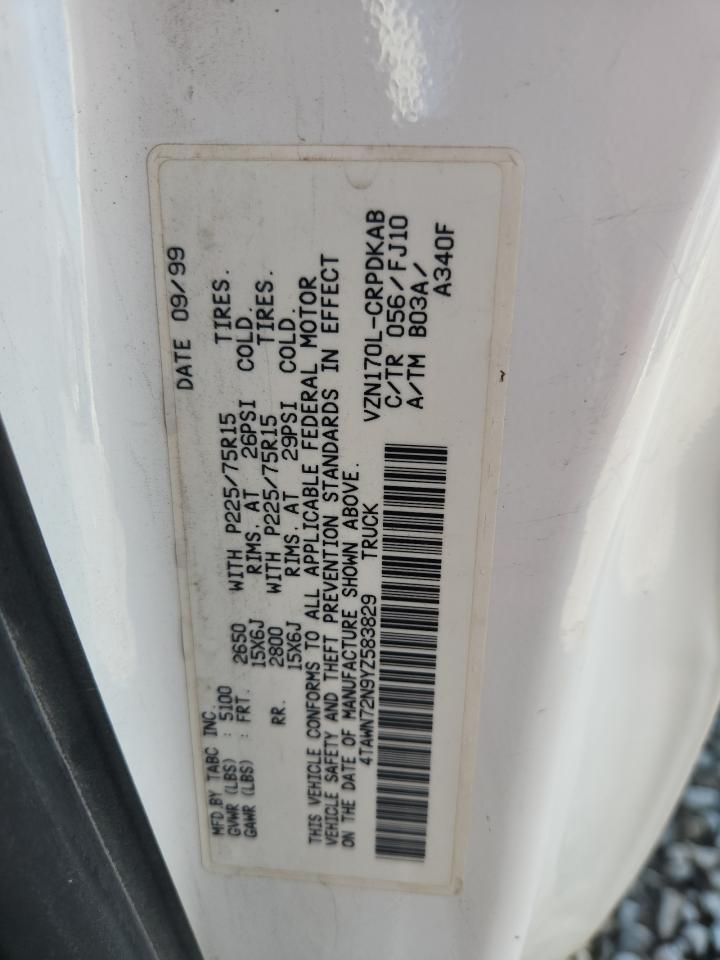 MFD.BY TABC INC. DATE 09/99
GVWR (LBS) : 5100
GAWR (LBS) : FRT. 2650 WITH P225/75R15 TIRES.
15X6J RIMS. AT 26PSI COLD.
RR. 2800 WITH P225/75R15 TIRES.
15X6J RIMS. AT 29PSI COLD.
THIS VEHICLE CONFORMS TO ALL APPLICABLE FEDERAL MOTOR
VEHICLE SAFETY AND THEFT PREVENTION STANDARDS IN EFFECT
ON THE DATE OF MANUFACTURE SHOWN ABOVE.
4TAWN72N9YZ583829 TRUCK
VZN170L-CRPDKAB
C/TR 056/FJ10
A/TM B03A/
A340F